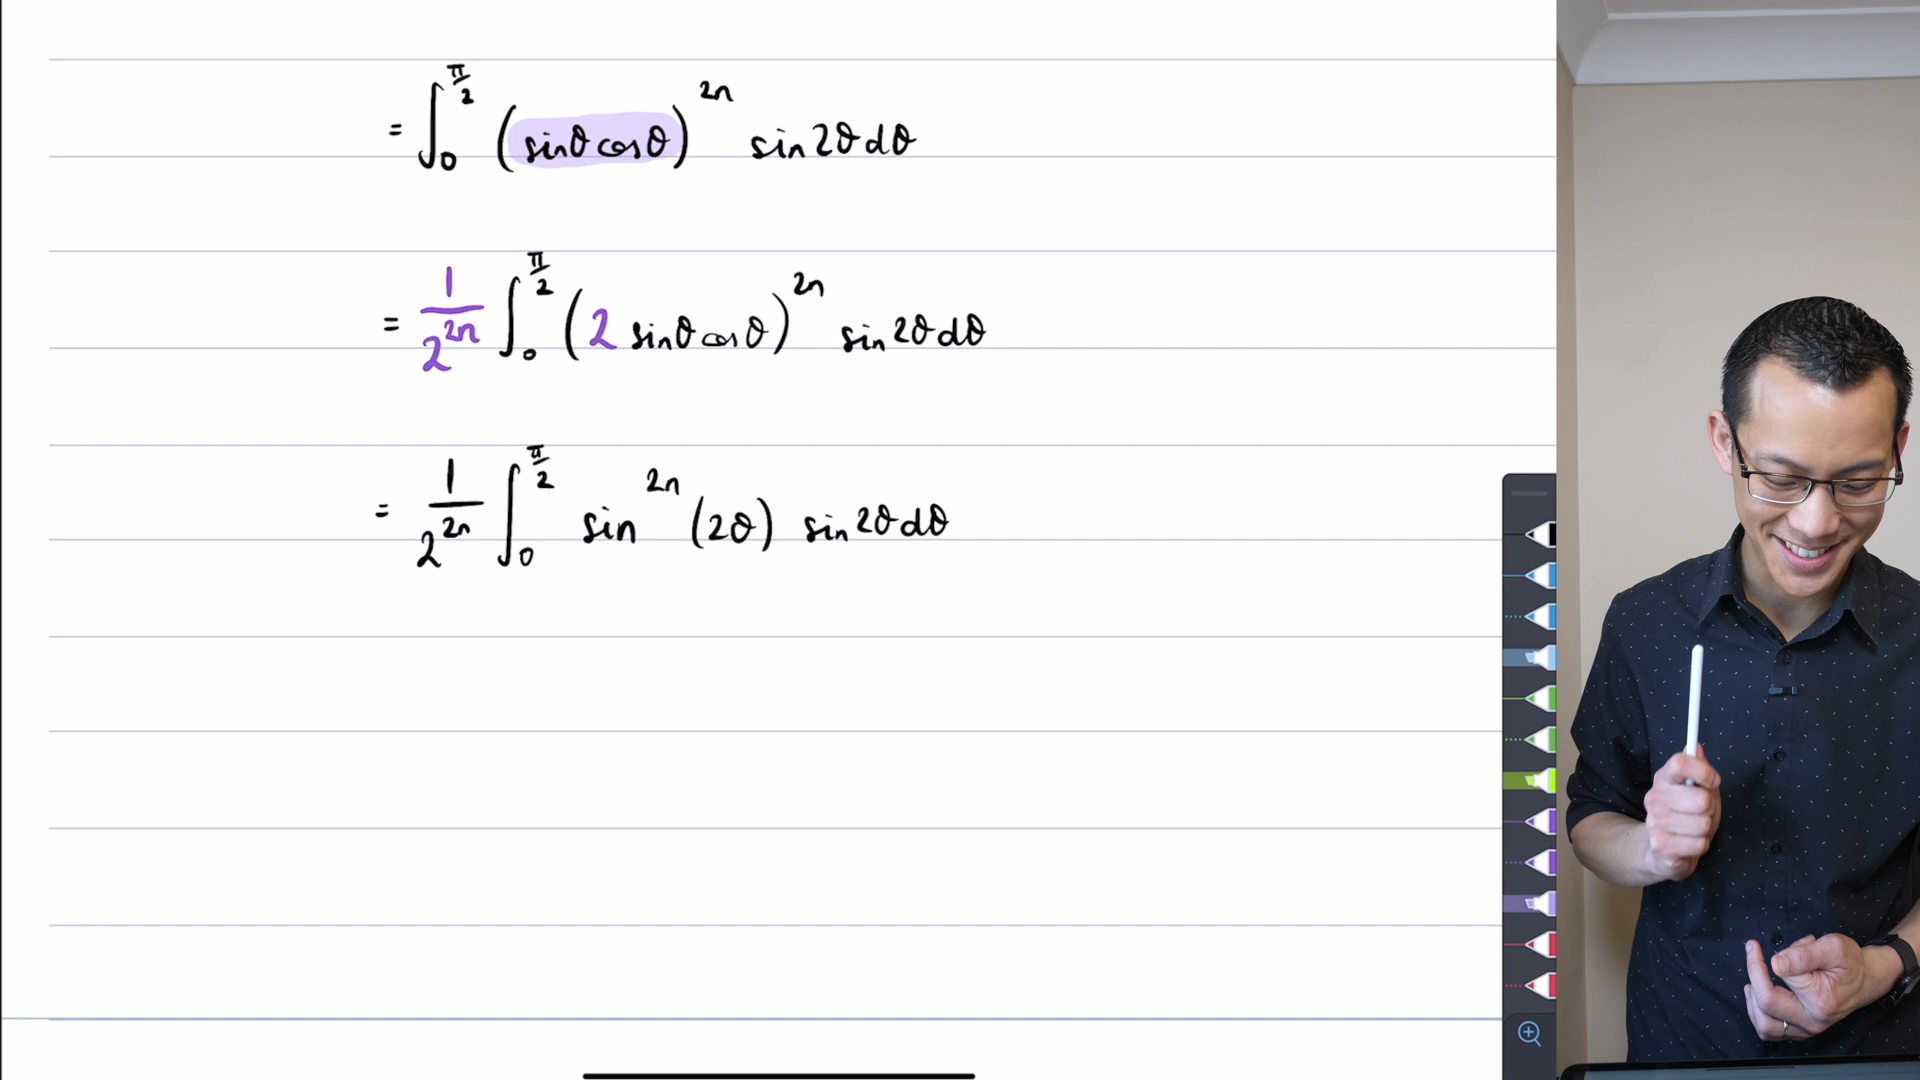 = ∫₀^(π/2) (sinθ cosθ)^(2n) sin2θ dθ
= 1/2^(2n) ∫₀^(π/2) (2 sinθ cosθ)^(2n) sin2θ dθ
= 1/2^(2n) ∫₀^(π/2) sin^(2n) (2θ) sin2θ dθ